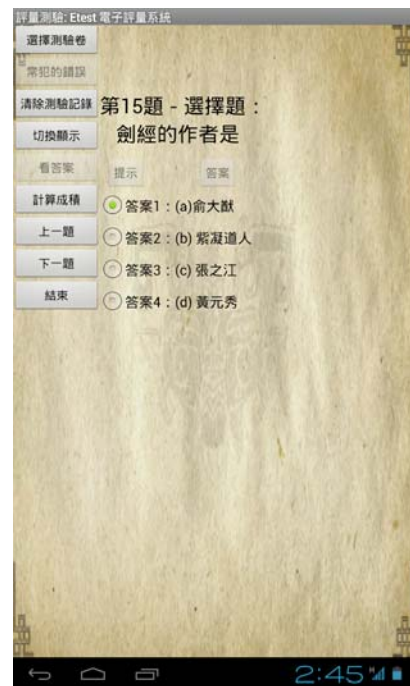 評量測驗: Etest 電子評量系統
選擇測驗卷
常犯的錯誤
清除測驗記錄
切換顯示
看答案
計算成積
上一題
下一題
結束
第15題 - 選擇題：
劍經的作者是
提示
答案
答案1：(a)俞大猷
答案2：(b) 紫凝道人
答案3：(c) 張之江
答案4：(d) 黃元秀
2:45